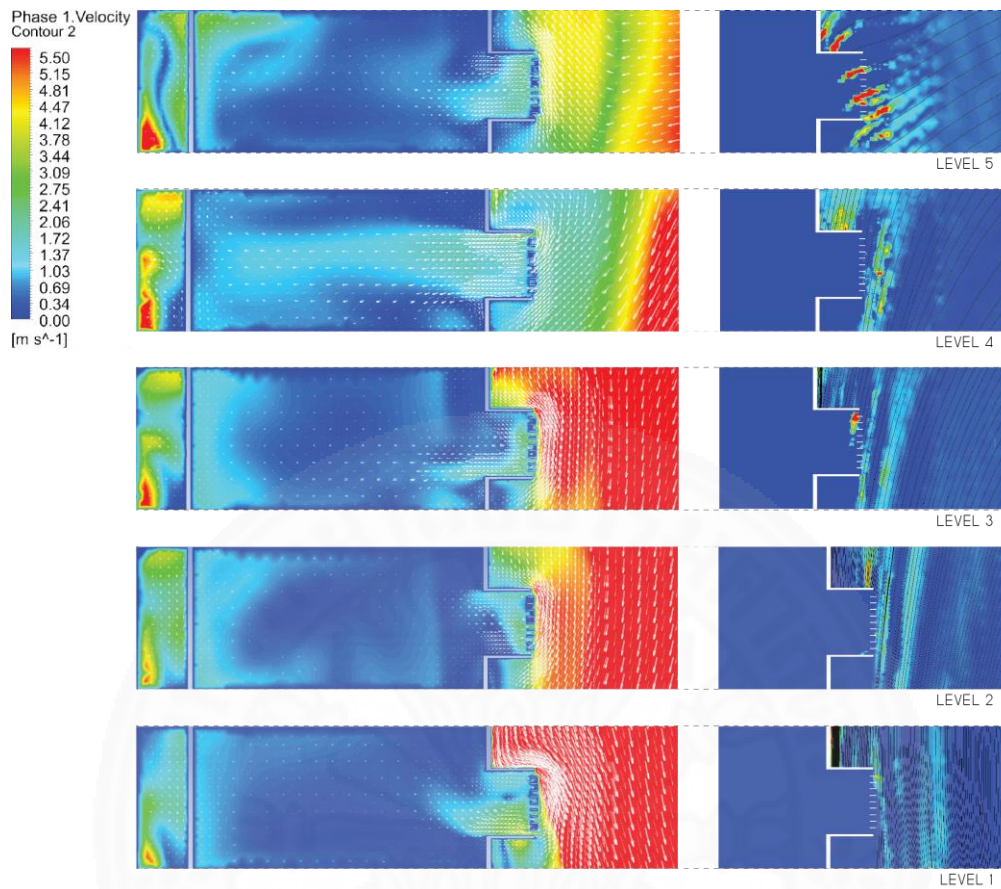 Phase 1.Velocity
Contour 2
5.50
5.15
4.81
4.47
4.12
3.78
3.44
3.09
2.75
2.41
2.06
1.72
1.37
1.03
0.69
0.34
0.00
[m s^-1]
LEVEL 5
LEVEL 4
LEVEL 3
LEVEL 2
LEVEL 1